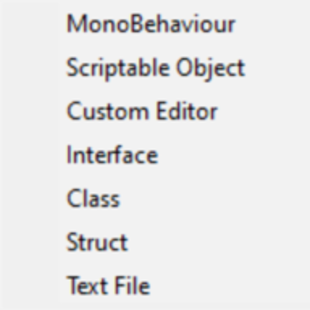 MonoBehaviour
Scriptable Object
Custom Editor
Interface
Class
Struct
Text File